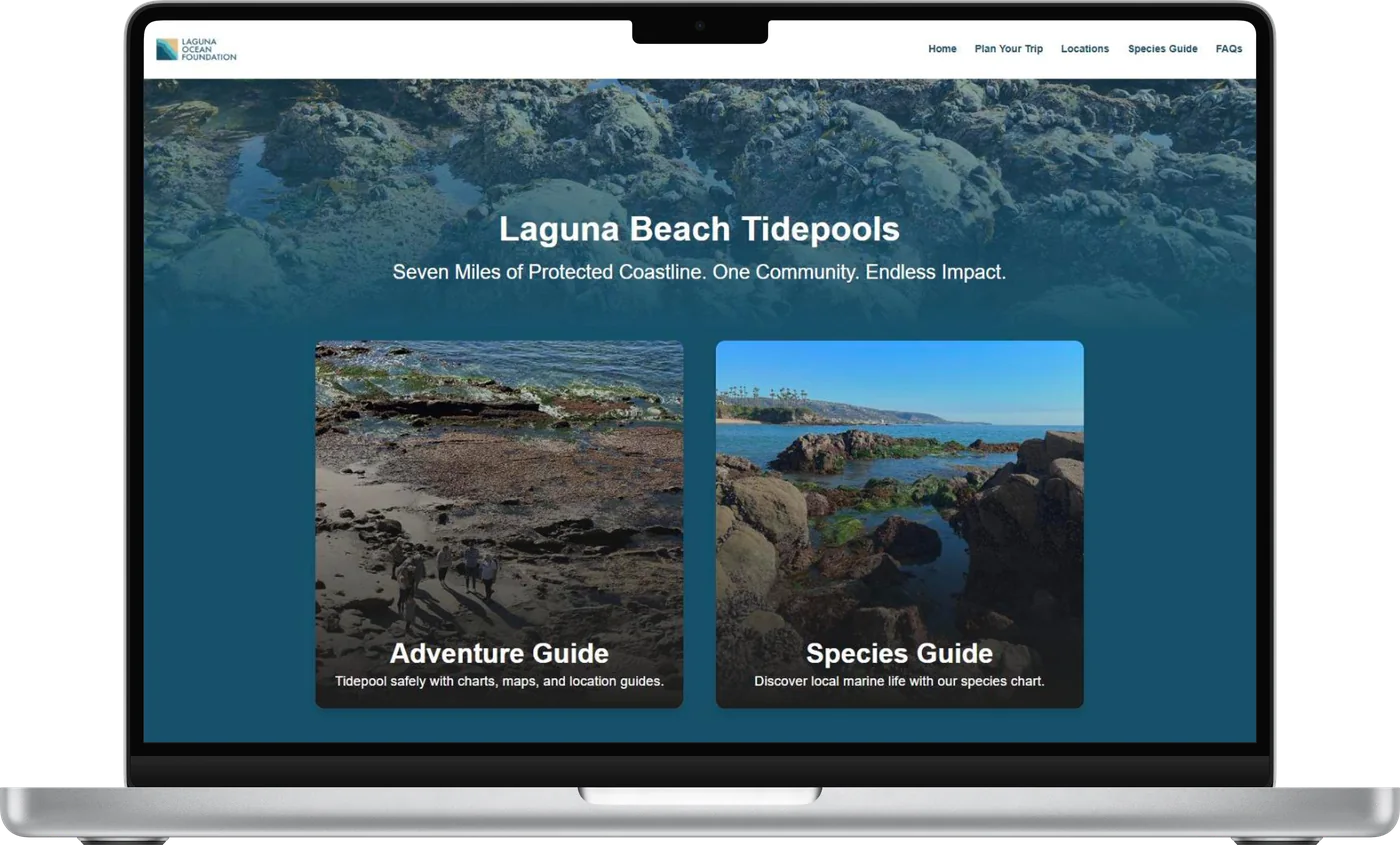 LAGUNA
OCEAN
FOUNDATION
Home Plan Your Trip Locations Species Guide FAQs
Laguna Beach Tidepools
Seven Miles of Protected Coastline. One Community. Endless Impact.
Adventure Guide
Tidepool safely with charts, maps, and location guides.
Species Guide
Discover local marine life with our species chart.